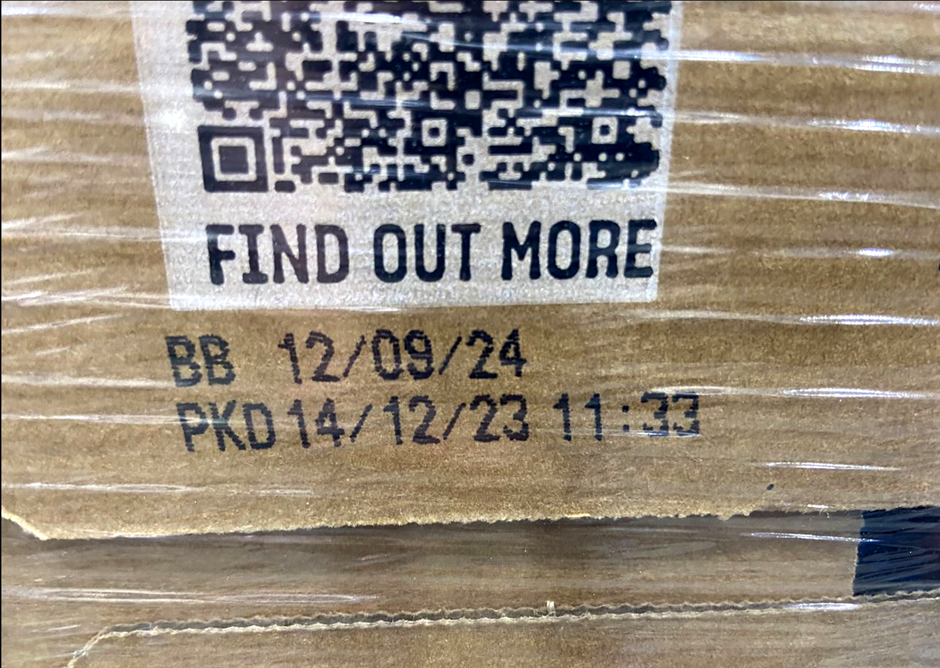 FIND OUT MORE
BB 12/09/24
PKD 14/12/23 11:33